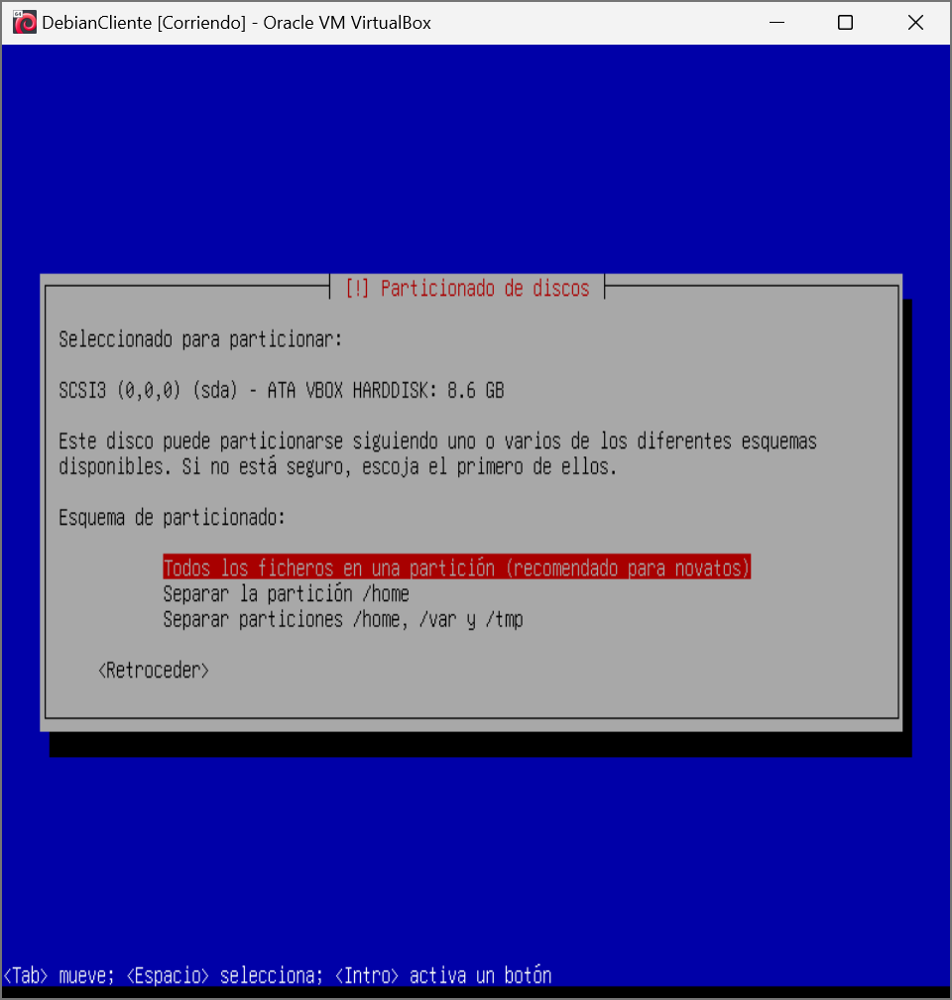 64
DebianCliente [Corriendo] - Oracle VM VirtualBox
[!] Particionado de discos
Seleccionado para particionar:
SCSI3 (0,0,0) (sda) - ATA VBOX HARDDISK: 8.6 GB
Este disco puede particionarse siguiendo uno o varios de los diferentes esquemas
disponibles. Si no está seguro, escoja el primero de ellos.
Esquema de particionado:
Todos los ficheros en una partición (recomendado para novatos)
Separar la partición /home
Separar particiones /home, /var y /tmp
<Retroceder>
<Tab> mueve; <Espacio> selecciona; <Intro> activa un botón